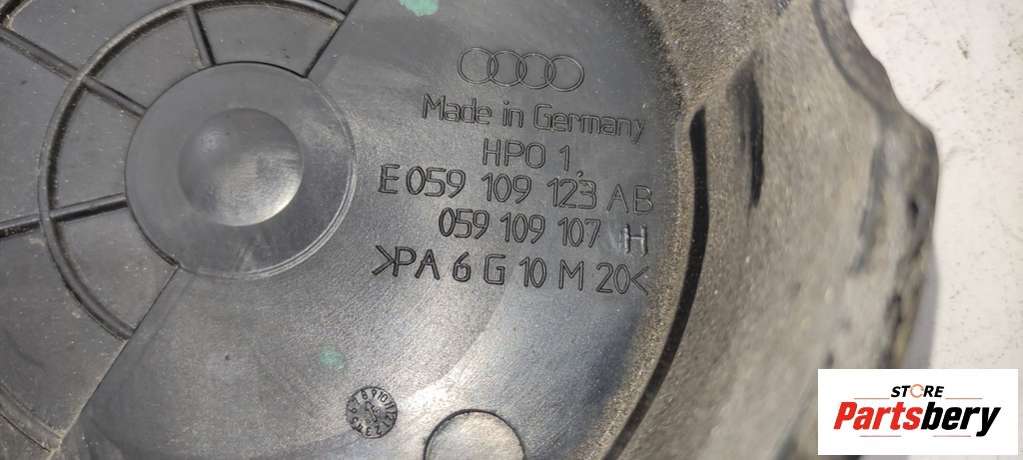 Made in Germany
HPO 1
E 059 109 123 AB
059 109 107 H
>PA 6 G 10 M 20<
STORE
Partsbery